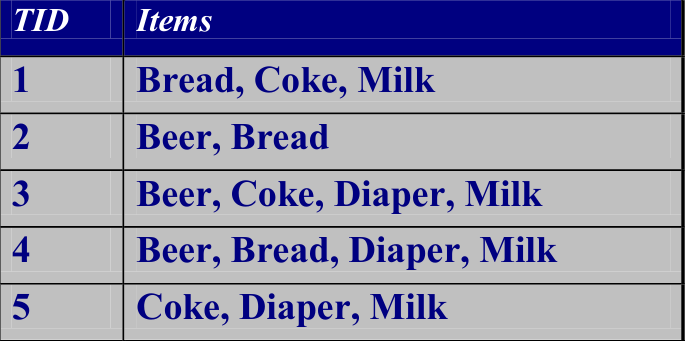 TID Items
1 Bread, Coke, Milk
2 Beer, Bread
3 Beer, Coke, Diaper, Milk
4 Beer, Bread, Diaper, Milk
5 Coke, Diaper, Milk